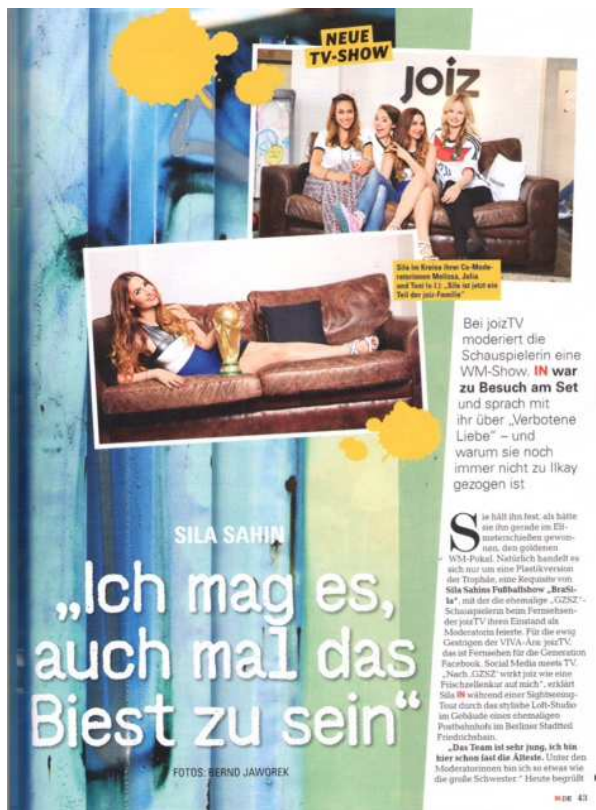 NEUE
TV-SHOW
joiz
Sila im Kreise ihrer Co-Mode-
ratorinnen Melissa, Julia
und Toni (v. l.): „Sila ist jetzt ein
Teil der joiz-Familie“
Bei joizTV
moderiert die
Schauspielerin eine
WM-Show. IN war
zu Besuch am Set
und sprach mit
ihr über „Verbotene
Liebe“ – und
warum sie noch
immer nicht zu Ilkay
gezogen ist
SILA SAHIN
„Ich mag es,
auch mal das
Biest zu sein“
FOTOS: BERND JAWOREK
Sie hält ihn fest, als hätte
sie ihn gerade im Elf-
meterschießen gewon-
nen, den goldenen
WM-Pokal. Natürlich handelt es
sich nur um eine Plastikversion
der Trophäe, eine Requisite von
Sila Sahins Fußballshow „BraSi-
la“, mit der die ehemalige „GZSZ“-
Schauspielerin beim Fernsehsen-
der joizTV ihren Einstand als
Moderatorin feierte. Für die ewig
Gestrigen der VIVA-Ära: joizTV,
das ist Fernsehen für die Generation
Facebook. Social Media meets TV.
„Nach ‚GZSZ‘ wirkt joiz wie eine
Frischzellenkur auf mich“, erklärt
Sila IN während einer Sightseeing-
Tour durch das stylishe Loft-Studio
im Gebäude eines ehemaligen
Postbahnhofs im Berliner Stadtteil
Friedrichshain.
„Das Team ist sehr jung, ich bin
hier schon fast die Älteste. Unter den
Moderatorinnen bin ich so etwas wie
die große Schwester.“ Heute begrüßt
IN.DE 43